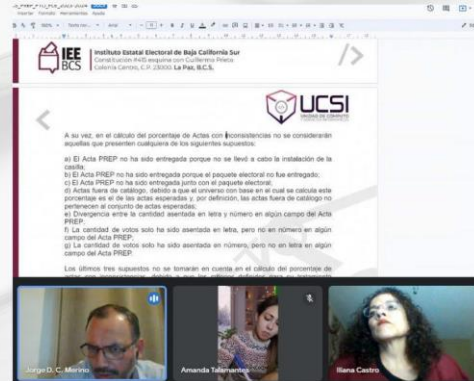 Insertar Formato Herramientas Ayuda
IEE
BCS
Instituto Estatal Electoral de Baja California Sur
Constitución #415 esquina con Guillermo Prieto
Colonia Centro, C.P. 23000. La Paz, B.C.S.
UCSI
A su vez, en el cálculo del porcentaje de Actas con inconsistencias no se considerarán
aquellas que presenten cualquiera de los siguientes supuestos:
a) El Acta PREP no ha sido entregada porque no se llevó a cabo la instalación de la
casilla;
b) El Acta PREP no ha sido entregada porque el paquete electoral no fue entregado;
c) El Acta PREP no ha sido entregada junto con el paquete electoral;
d) Actas fuera de catálogo, debido a que el universo con base en el cual se calcula este
porcentaje es el de las actas esperadas y, por definición, las actas fuera de catálogo no
pertenecen al conjunto de actas esperadas;
e) Divergencia entre la cantidad asentada en letra y número en algún campo del Acta
PREP;
f) La cantidad de votos solo ha sido asentada en letra, pero no en número en algún
campo del Acta PREP;
g) La cantidad de votos solo ha sido asentada en número, pero no en letra en algún
campo del Acta PREP.
Los últimos tres supuestos no se tomarán en cuenta en el cálculo del porcentaje de
Jorge D. C. Merino
Amanda Talamantes
Iliana Castro